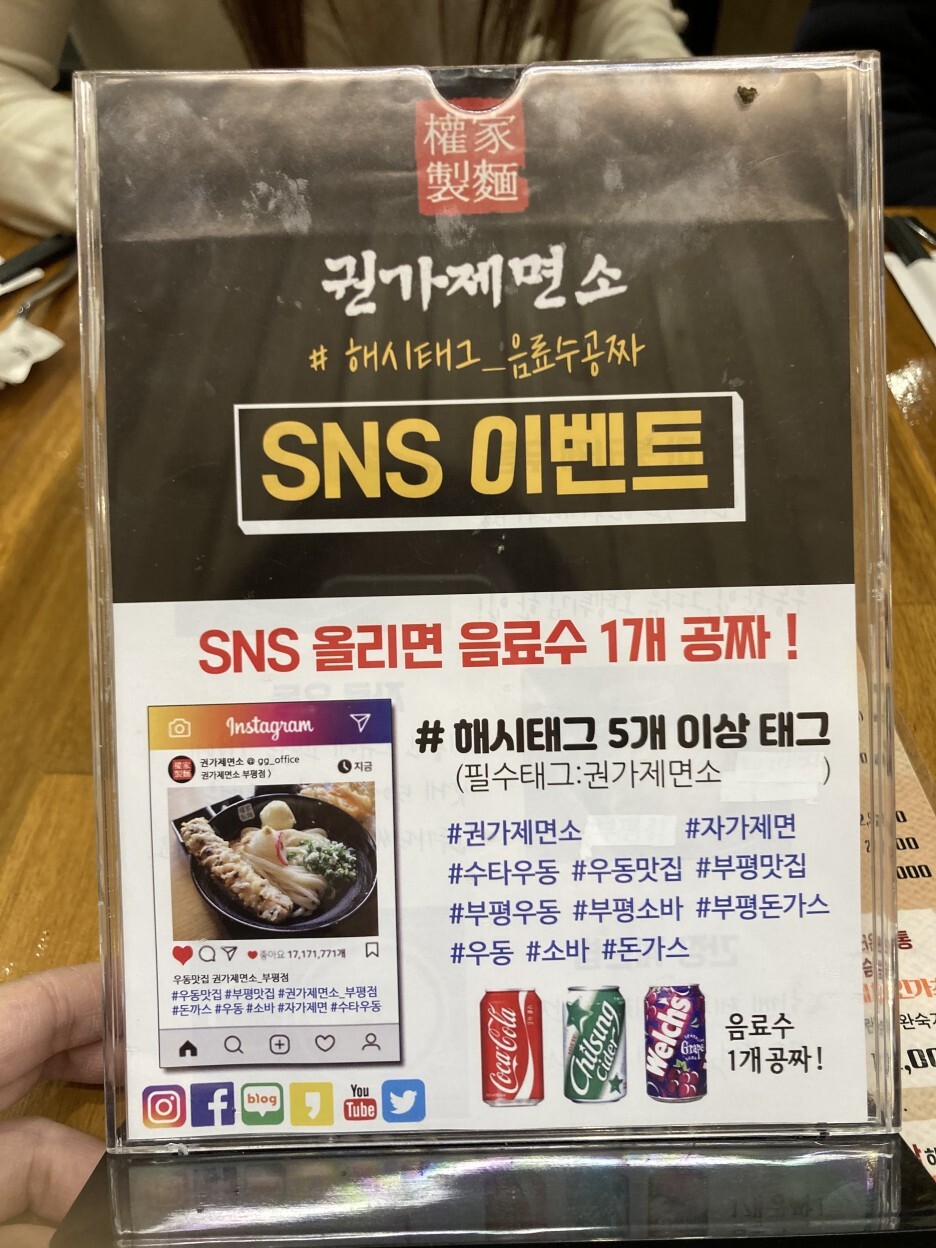 權家
製麵
권가제면소
# 해시태그_음료수공짜
SNS 이벤트
SNS 올리면 음료수 1개 공짜 !
Instagram
권가제면소 @ gg_office
권가제면소 부평점 >
지금
좋아요 17,171,771개
우동맛집 권가제면소_부평점
#우동맛집 #부평맛집 #권가제면소_부평점
#돈까스 #우동 #소바 #자가제면 #수타우동
# 해시태그 5개 이상 태그
(필수태그:권가제면소 )
#권가제면소 #자가제면
#수타우동 #우동맛집 #부평맛집
#부평우동 #부평소바 #부평돈가스
#우동 #소바 #돈가스
Coca-Cola
Chilsung
Cider
Welch's
Grape
음료수
1개공짜!
blog
You
Tube